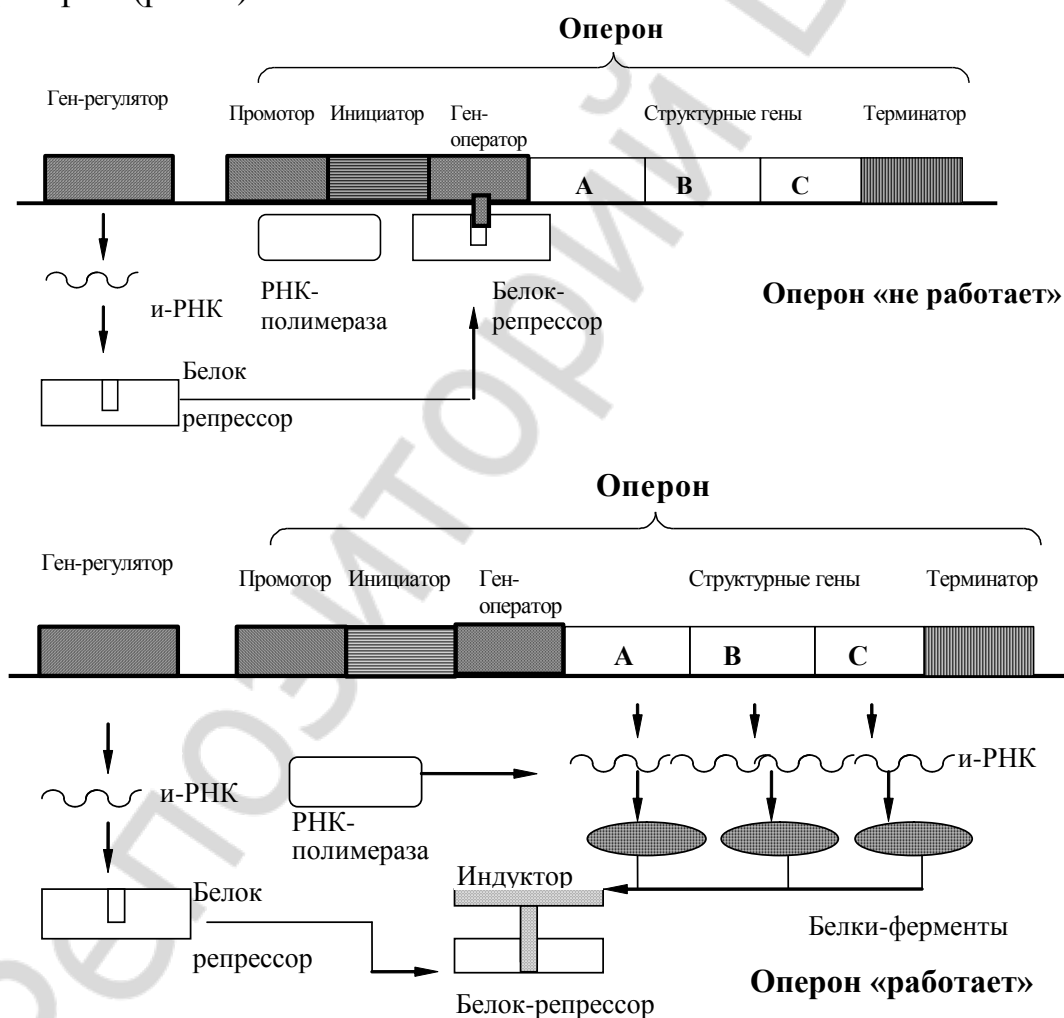 Оперон
Ген-регулятор
Промотор Инициатор Ген-
оператор
Структурные гены Терминатор
А В С
и-РНК
РНК-
полимераза
Белок-
репрессор
Оперон «не работает»
Белок
репрессор
Оперон
Ген-регулятор
Промотор Инициатор Ген-
оператор
Структурные гены Терминатор
А В С
и-РНК
РНК-
полимераза
и-РНК
Белок
репрессор
Индуктор
Белки-ферменты
Белок-репрессор
Оперон «работает»
Репозиторий